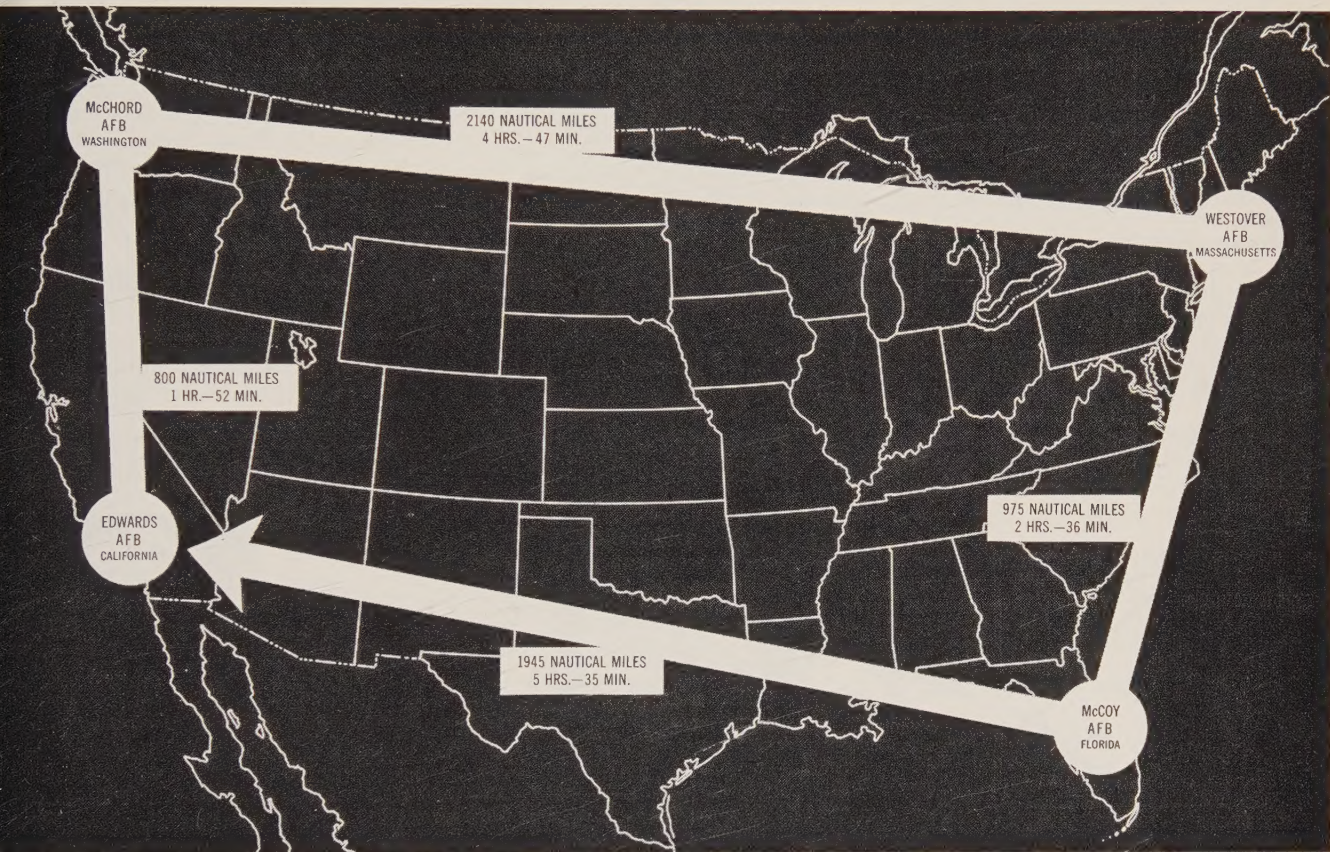 McCHORD
AFB
WASHINGTON
2140 NAUTICAL MILES
4 HRS.—47 MIN.
WESTOVER
AFB
MASSACHUSETTS
800 NAUTICAL MILES
1 HR.—52 MIN.
975 NAUTICAL MILES
2 HRS.—36 MIN.
EDWARDS
AFB
CALIFORNIA
1945 NAUTICAL MILES
5 HRS.—35 MIN.
McCOY
AFB
FLORIDA